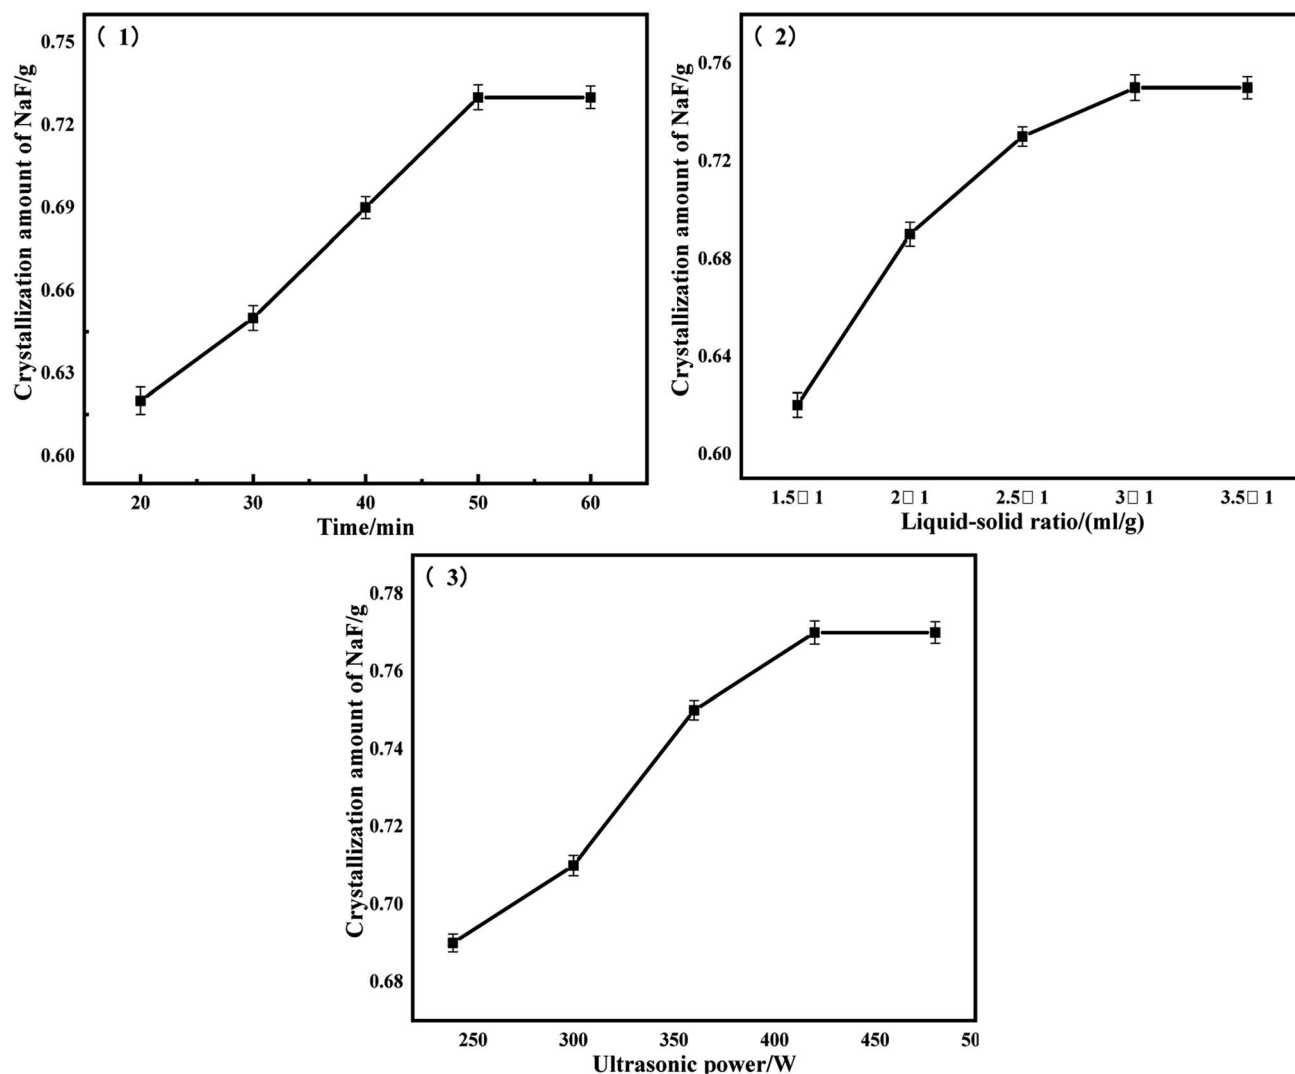 ( 1)
Crystallization amount of NaF/g
0.75
0.72
0.69
0.66
0.63
0.60
20 30 40 50 60
Time/min
( 2)
Crystallization amount of NaF/g
0.76
0.72
0.68
0.64
0.60
1.5□ 1 2□ 1 2.5□ 1 3□ 1 3.5□ 1
Liquid-solid ratio/(ml/g)
( 3)
Crystallization amount of NaF/g
0.78
0.76
0.74
0.72
0.70
0.68
250 300 350 400 450 50
Ultrasonic power/W